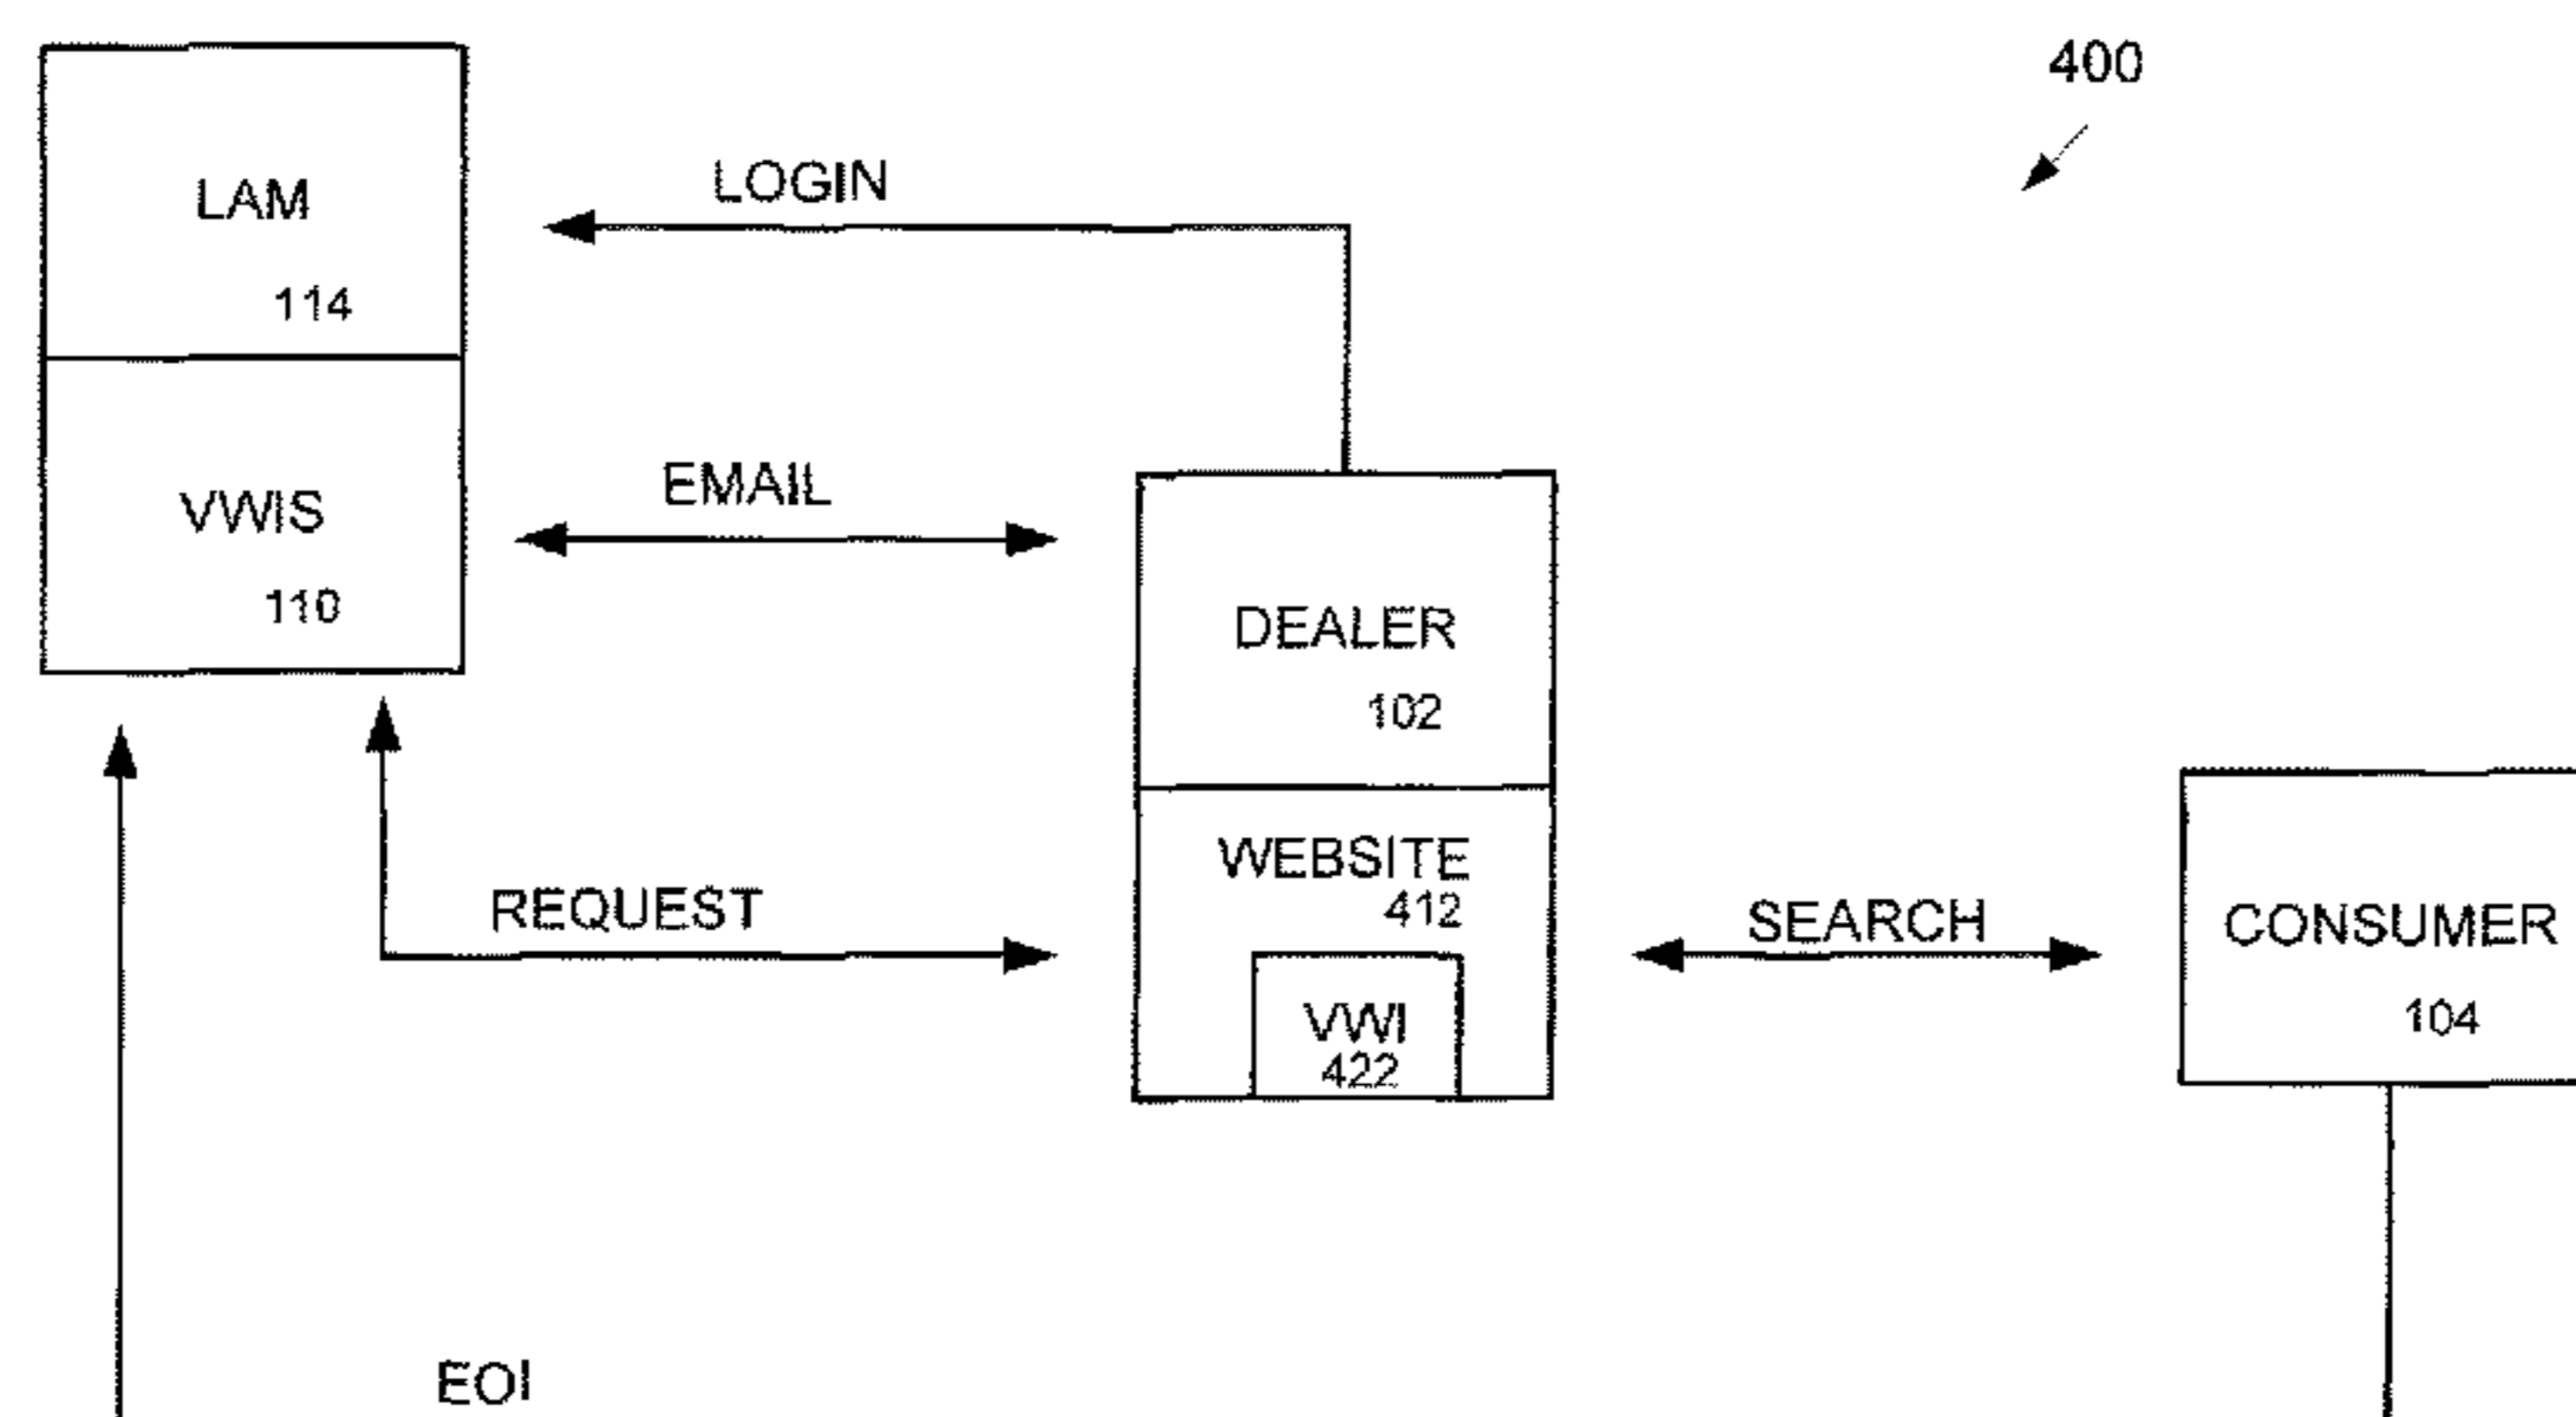 400
LAM
114
LOGIN
VWIS
110
EMAIL
DEALER
102
WEBSITE
412
VWI
422
REQUEST
SEARCH
CONSUMER
104
EOI